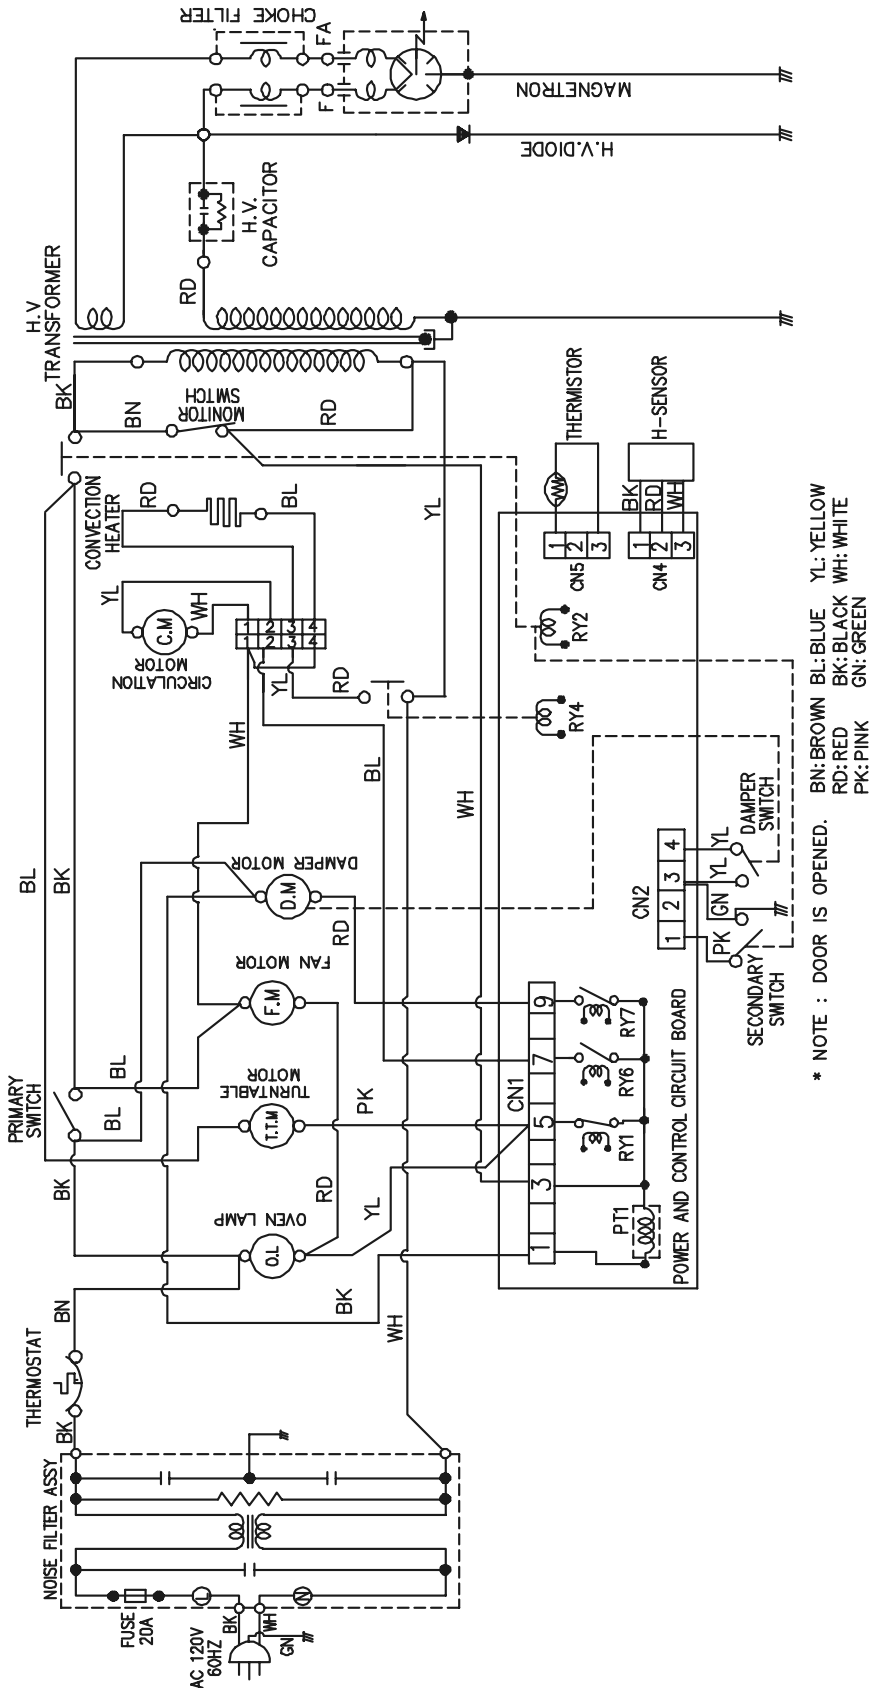 NOISE FILTER ASSY
FUSE
20A
L
N
AC 120V
60HZ
BK
WH
GN
BK
THERMOSTAT
BN
BK
PRIMARY
SWITCH
BL
BK
BL
BL
OVEN LAMP
O.L
TURNTABLE
MOTOR
T.T.M
FAN MOTOR
F.M
DAMPER MOTOR
D.M
RD
PK
YL
RD
BK
WH
WH
CIRCULATION
MOTOR
C.M
YL
WH
CONVECTION
HEATER
RD
BL
1 2 3 4
1 2 3 4
YL
RD
BL
WH
YL
BK
BN
MONITOR
SWITCH
RD
H.V
TRANSFORMER
RD
H.V.
CAPACITOR
H.V.DIODE
MAGNETRON
CHOKE FILTER
FA
F
THERMISTOR
H-SENSOR
BK
RD
WH
CN5
1 2 3
CN4
1 2 3
RY2
RY4
CN1
1 3 5 7 9
RY1
RY6
RY7
PT1
POWER AND CONTROL CIRCUIT BOARD
CN2
1 2 3 4
PK
GN
YL
YL
SECONDARY
SWITCH
DAMPER
SWITCH
* NOTE : DOOR IS OPENED.
BN:BROWN BL:BLUE YL:YELLOW
RD:RED BK:BLACK WH:WHITE
PK:PINK GN:GREEN